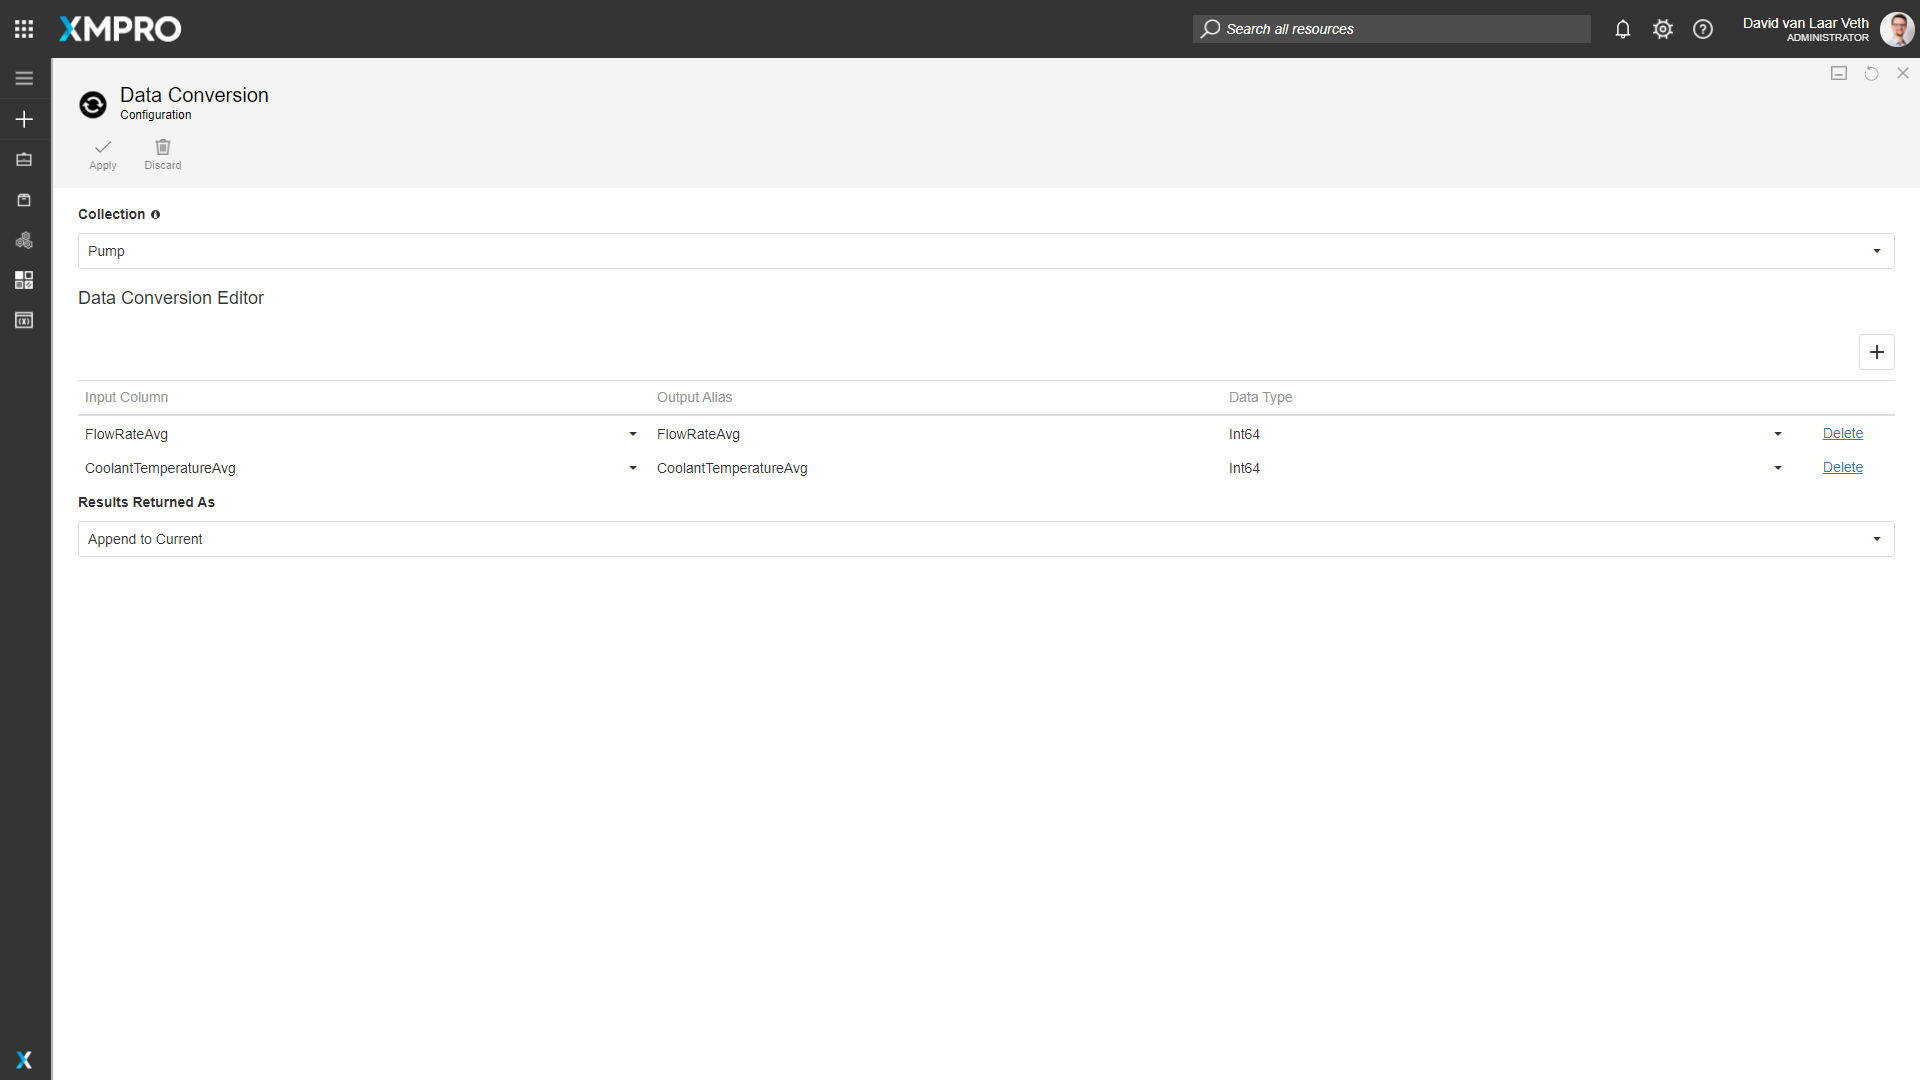 XMPRO
Search all resources
David van Laar Veth
ADMINISTRATOR
Data Conversion
Configuration
Apply
Discard
Collection
Pump
Data Conversion Editor
Input Column
Output Alias
Data Type
FlowRateAvg
FlowRateAvg
Int64
Delete
CoolantTemperatureAvg
CoolantTemperatureAvg
Int64
Delete
Results Returned As
Append to Current
X